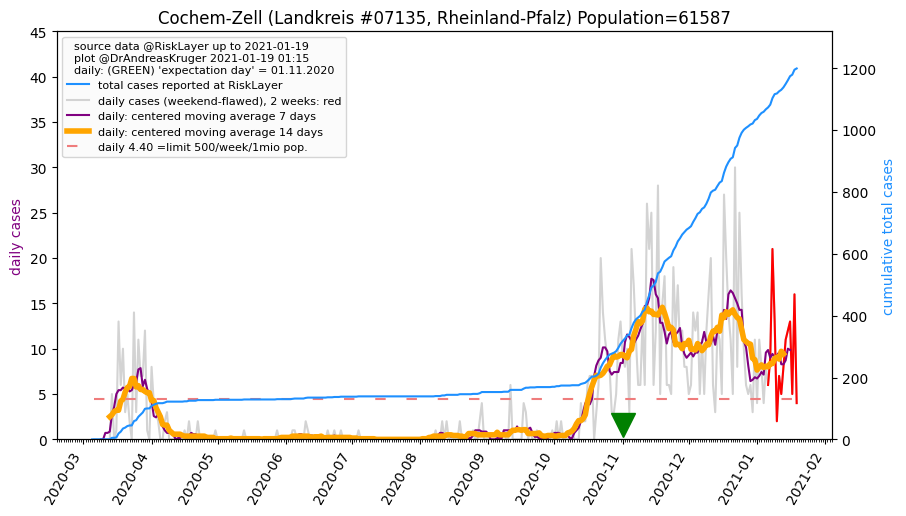 Cochem-Zell (Landkreis #07135, Rheinland-Pfalz) Population=61587
source data @RiskLayer up to 2021-01-19
plot @DrAndreasKruger 2021-01-19 01:15
daily: (GREEN) 'expectation day' = 01.11.2020
total cases reported at RiskLayer
daily cases (weekend-flawed), 2 weeks: red
daily: centered moving average 7 days
daily: centered moving average 14 days
daily 4.40 =limit 500/week/1mio pop.
daily cases
45
40
35
30
25
20
15
10
5
0
cumulative total cases
1200
1000
800
600
400
200
0
2020-03
2020-04
2020-05
2020-06
2020-07
2020-08
2020-09
2020-10
2020-11
2020-12
2021-01
2021-02